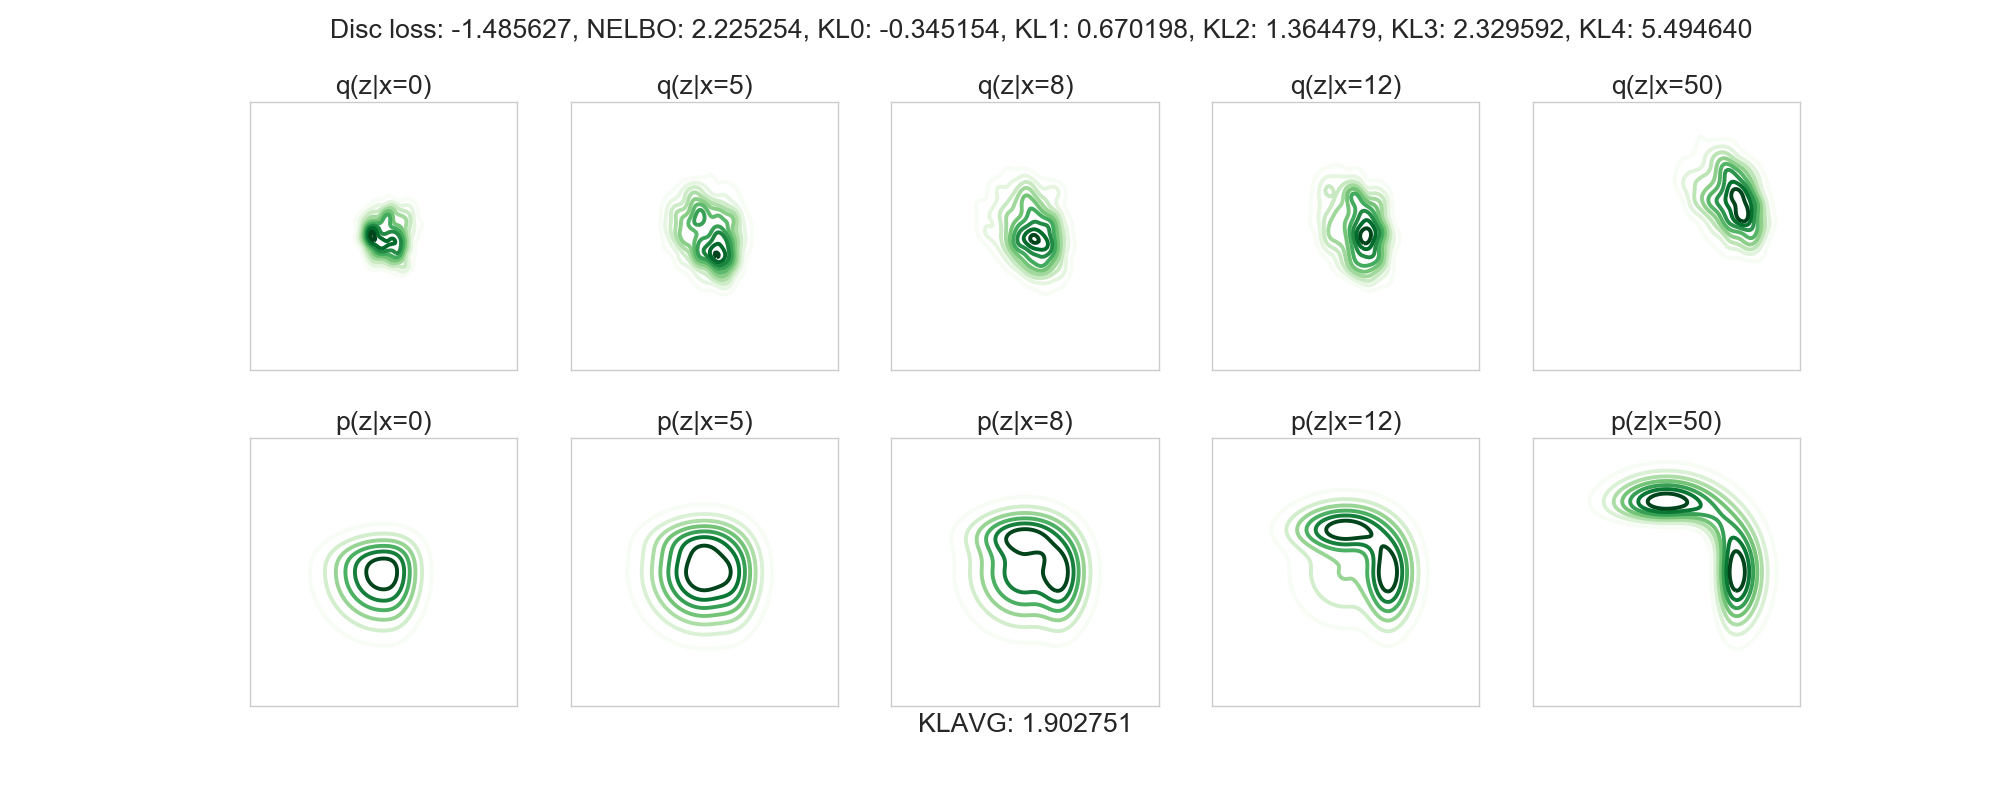 Disc loss: -1.485627, NELBO: 2.225254, KL0: -0.345154, KL1: 0.670198, KL2: 1.364479, KL3: 2.329592, KL4: 5.494640
q(z|x=0) q(z|x=5) q(z|x=8) q(z|x=12) q(z|x=50)
p(z|x=0) p(z|x=5) p(z|x=8) p(z|x=12) p(z|x=50)
KLAVG: 1.902751